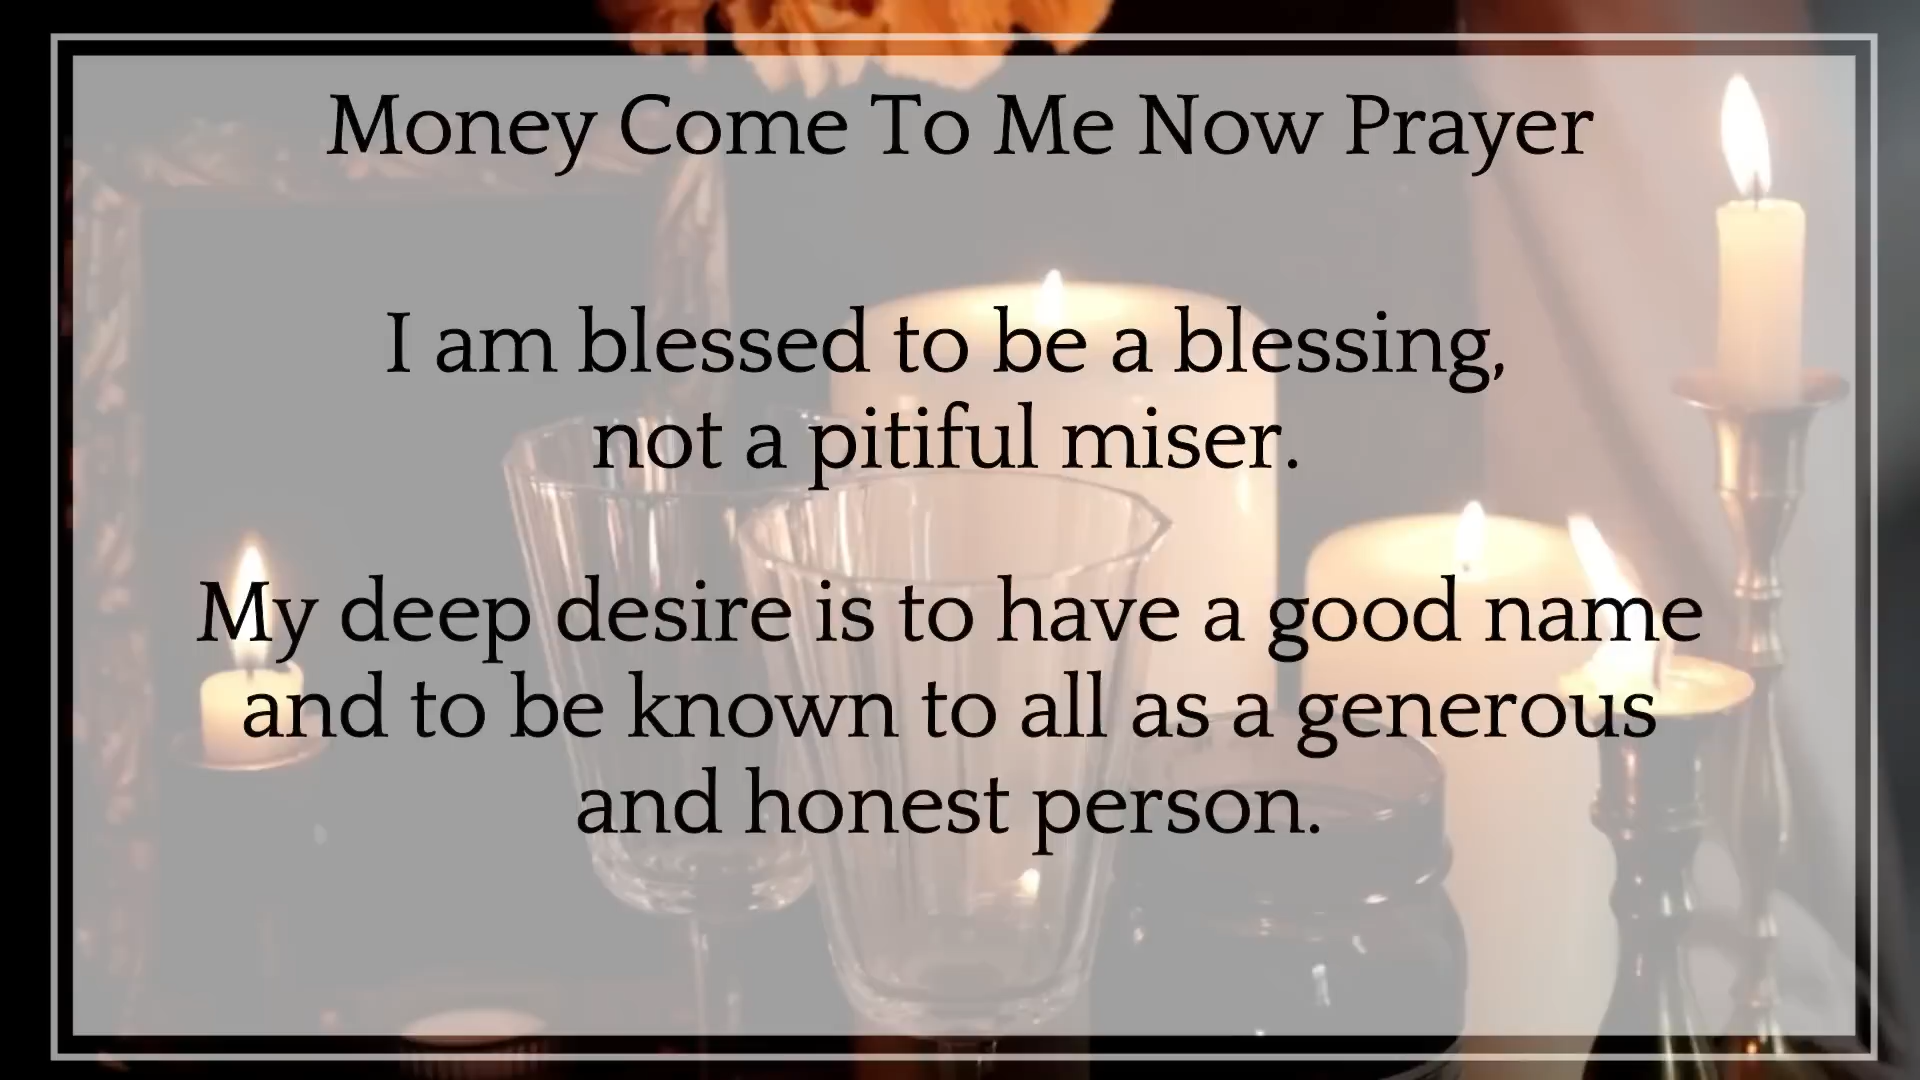 Money Come To Me Now Prayer
I am blessed to be a blessing,
not a pitiful miser.
My deep desire is to have a good name
and to be known to all as a generous
and honest person.